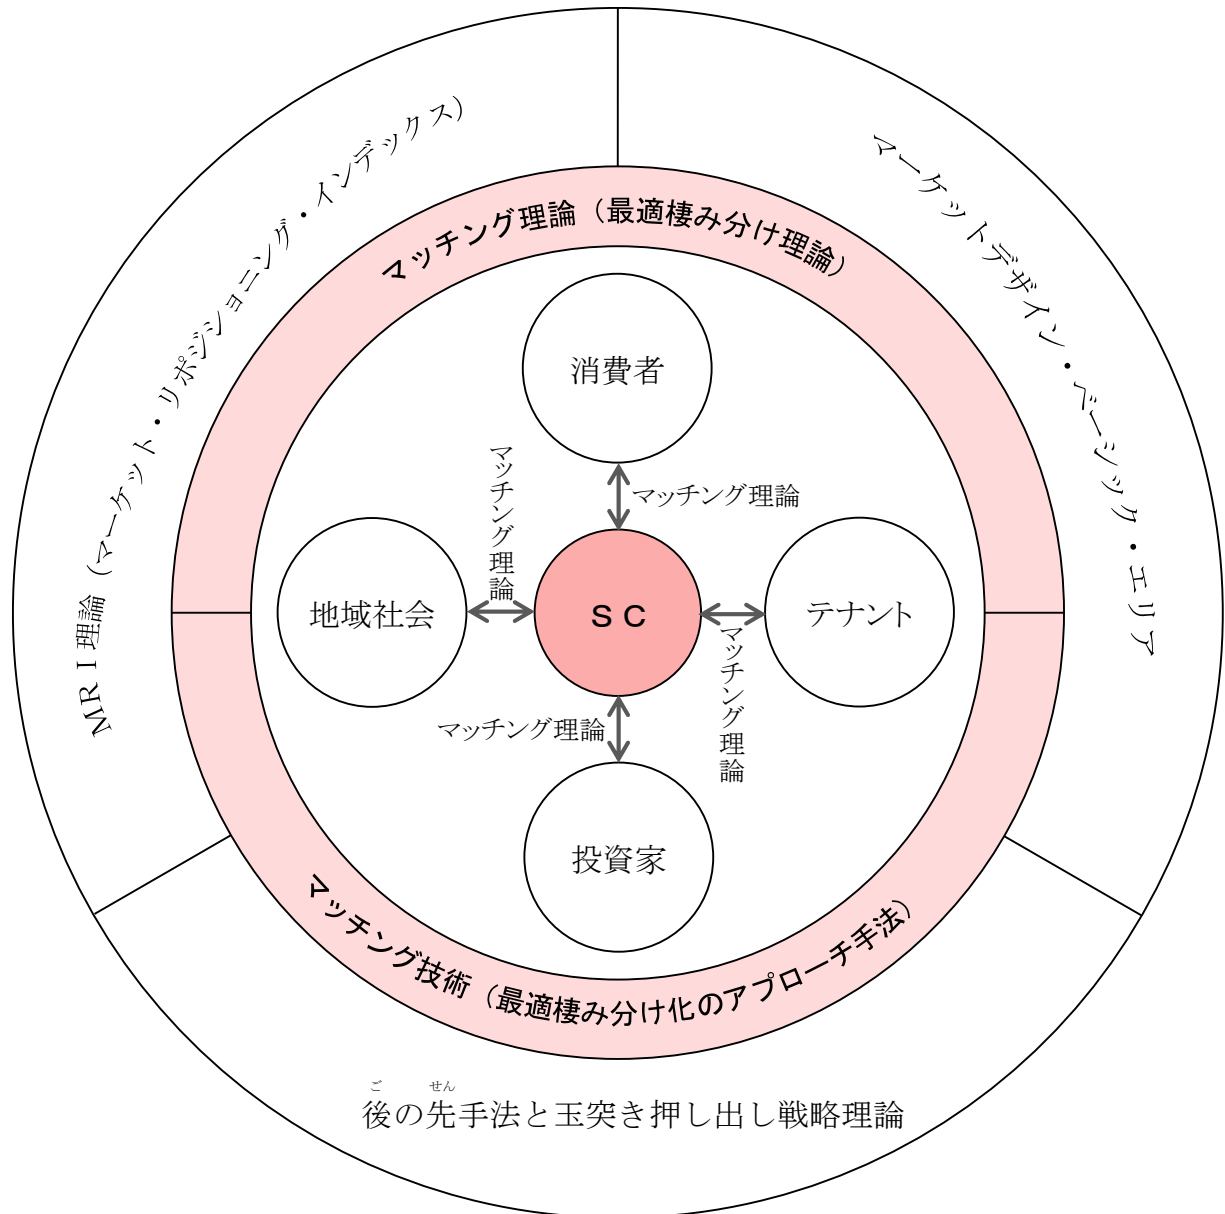 MRI理論(マーケット・リポジショニング・インデックス)
マーケットデザイン・ベーシック・エリア
マッチング理論(最適棲み分け理論)
消費者
マッチング理論
マッチング理論
地域社会
SC
テナント
マッチング理論
マッチング理論
投資家
マッチング技術(最適棲み分け化のアプローチ手法)
ご せん
後の先手法と玉突き押し出し戦略理論